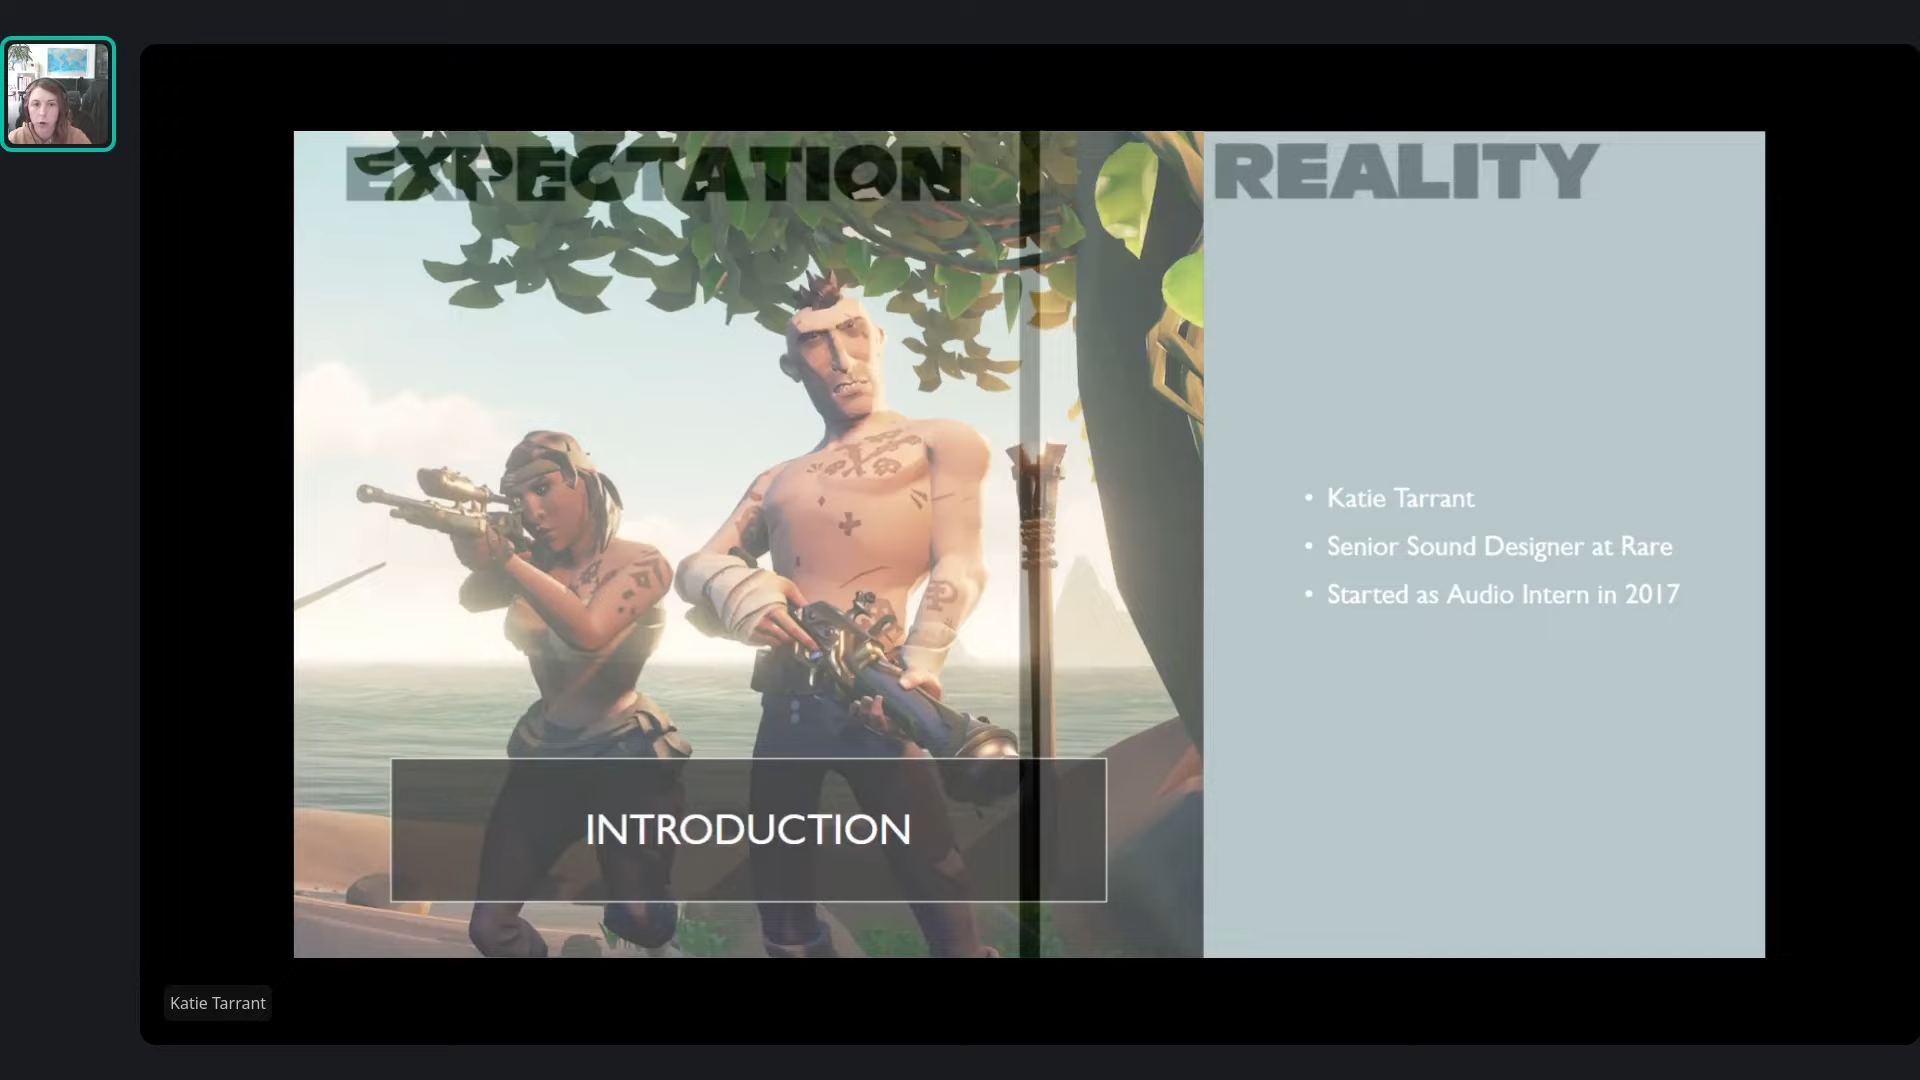 EXPECTATION
REALITY
• Katie Tarrant
• Senior Sound Designer at Rare
• Started as Audio Intern in 2017
INTRODUCTION
Katie Tarrant